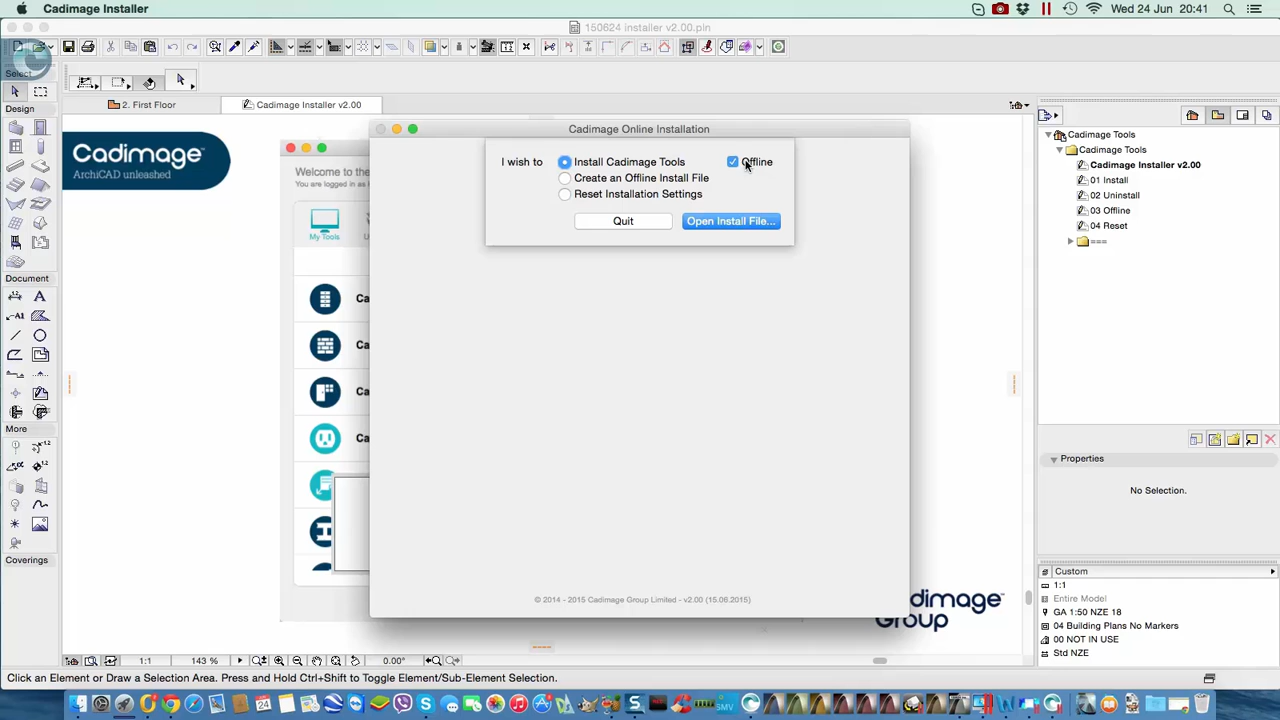 Cadimage Installer
Wed 24 Jun 20:41
150624 installer v2.00.pln
Select
2. First Floor
Cadimage Installer v2.00
Design
Document
More
Coverings
Cadimage
ArchiCAD unleashed
Welcome to the
You are logged in as
My Tools
U
Ca
Ca
Ca
Ca
Cadimage Online Installation
I wish to
Install Cadimage Tools
Offline
Create an Offline Install File
Reset Installation Settings
Quit
Open Install File...
© 2014 - 2015 Cadimage Group Limited - v2.00 (15.06.2015)
adimage™
Group
Cadimage Tools
Cadimage Tools
Cadimage Installer v2.00
01 Install
02 Uninstall
03 Offline
04 Reset
===
Properties
No Selection.
Custom
1:1
Entire Model
GA 1:50 NZE 18
04 Building Plans No Markers
00 NOT IN USE
Std NZE
1:1
143 %
0.00°
Click an Element or Draw a Selection Area. Press and Hold Ctrl+Shift to Toggle Element/Sub-Element Selection.